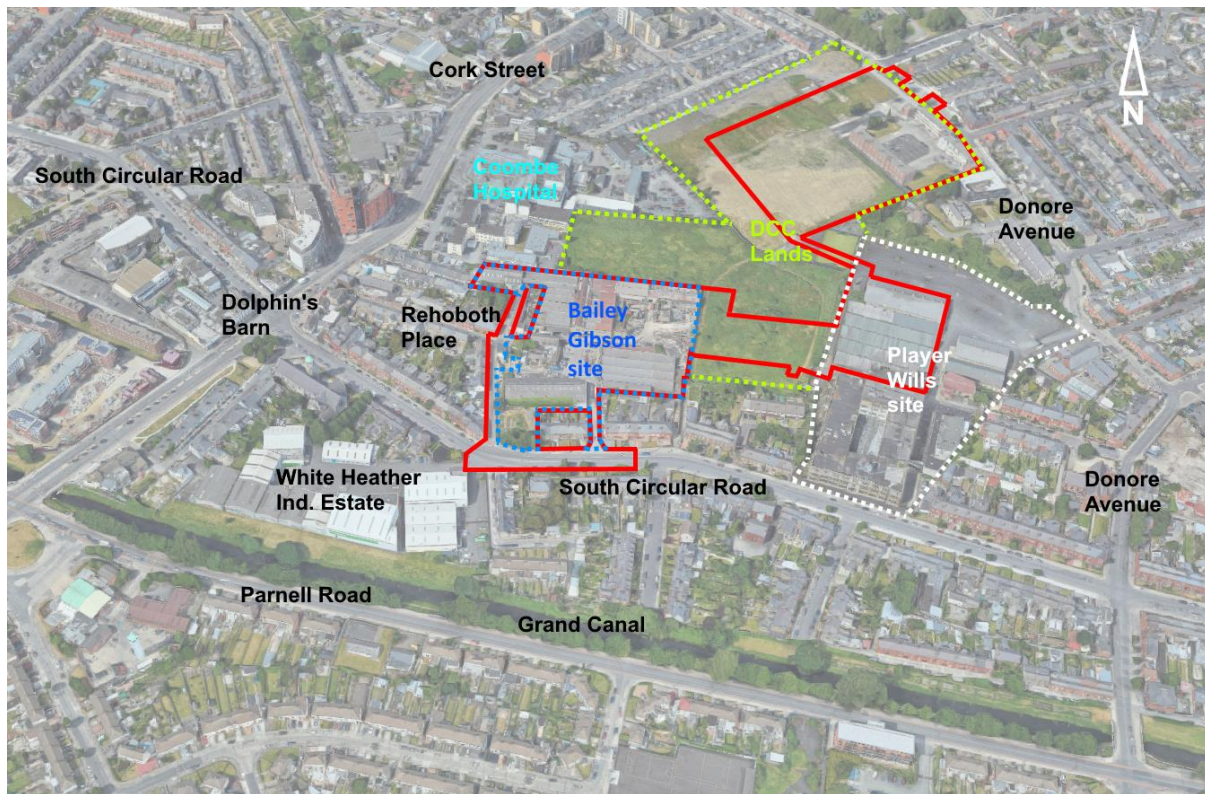 Cork Street
N
South Circular Road
Coombe
Hospital
Donore
Avenue
DCC
Lands
Dolphin's
Barn
Rehoboth
Place
Bailey
Gibson
site
Player
Wills
site
White Heather
Ind. Estate
South Circular Road
Donore
Avenue
Parnell Road
Grand Canal